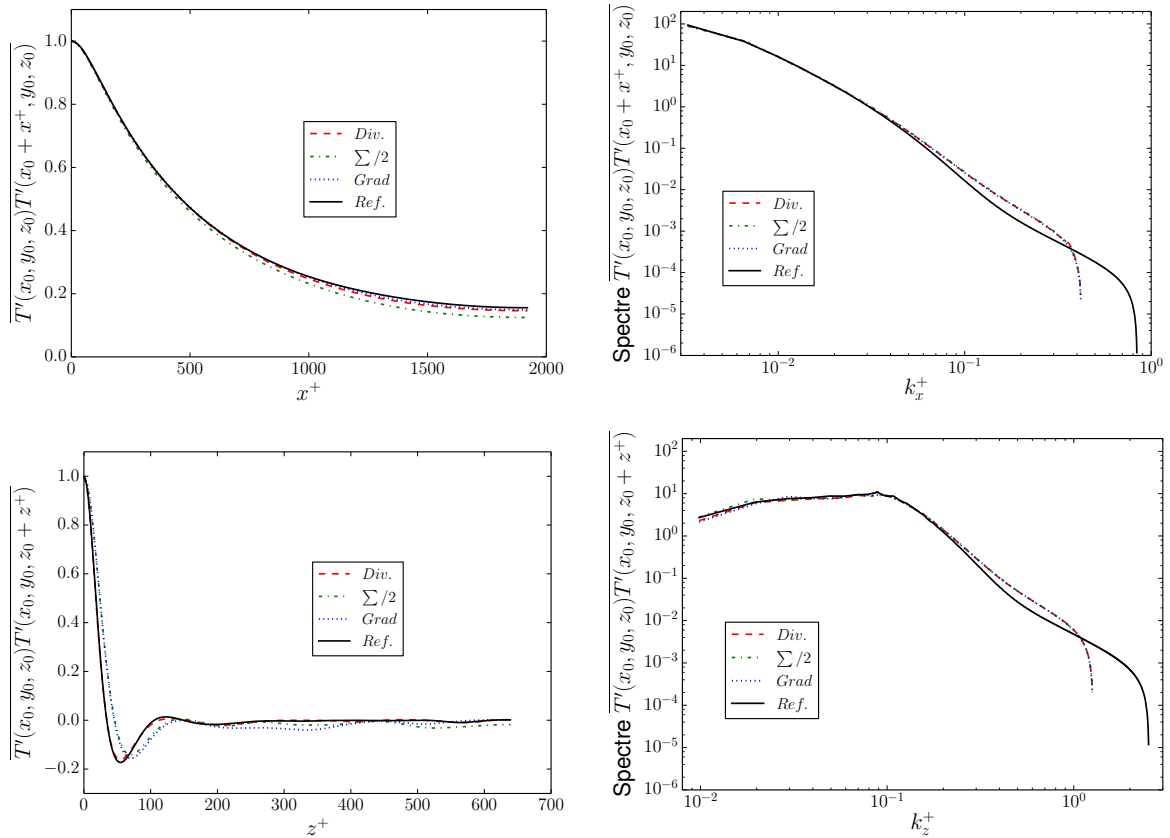 T′(x₀, y₀, z₀)T′(x₀ + x⁺, y₀, z₀)
1.0
0.8
0.6
0.4
0.2
0.0
Div.
∑ /2
Grad
Ref.
0 500 1000 1500 2000
x⁺
Spectre T′(x₀, y₀, z₀)T′(x₀ + x⁺, y₀, z₀)
10²
10¹
10⁰
10⁻¹
10⁻²
10⁻³
10⁻⁴
10⁻⁵
10⁻⁶
Div.
∑ /2
Grad
Ref.
10⁻² 10⁻¹ 10⁰
kₓ⁺
T′(x₀, y₀, z₀)T′(x₀, y₀, z₀ + z⁺)
1.0
0.8
0.6
0.4
0.2
0.0
−0.2
Div.
∑ /2
Grad
Ref.
0 100 200 300 400 500 600 700
z⁺
Spectre T′(x₀, y₀, z₀)T′(x₀, y₀, z₀ + z⁺)
10²
10¹
10⁰
10⁻¹
10⁻²
10⁻³
10⁻⁴
10⁻⁵
10⁻⁶
Div.
∑ /2
Grad
Ref.
10⁻² 10⁻¹ 10⁰
k_z⁺